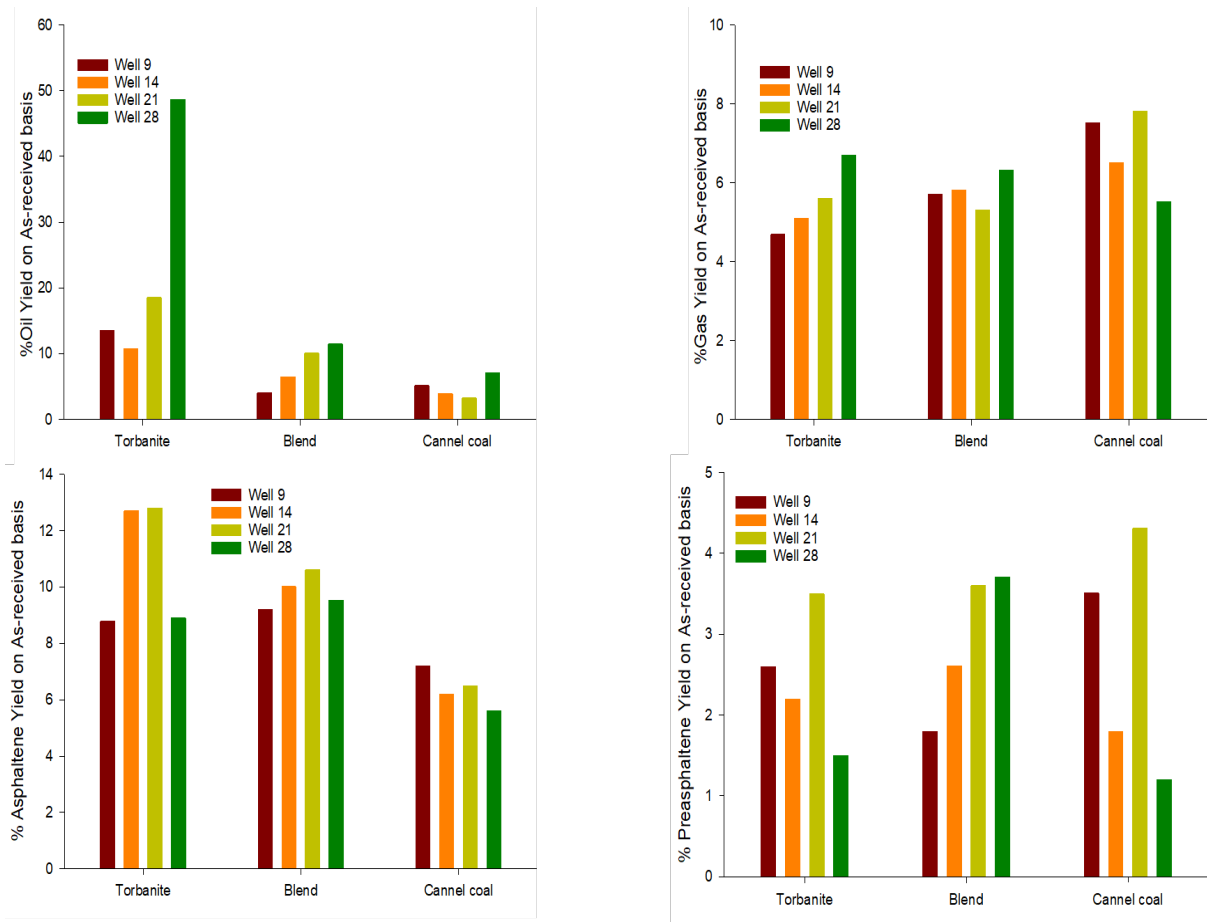 %Oil Yield on As-received basis
60
50
40
30
20
10
0
Well 9
Well 14
Well 21
Well 28
Torbanite Blend Cannel coal
%Gas Yield on As-received basis
10
8
6
4
2
0
Well 9
Well 14
Well 21
Well 28
Torbanite Blend Cannel coal
% Asphaltene Yield on As-received basis
14
12
10
8
6
4
2
0
Well 9
Well 14
Well 21
Well 28
Torbanite Blend Cannel coal
% Preasphaltene Yield on As-received basis
5
4
3
2
1
0
Well 9
Well 14
Well 21
Well 28
Torbanite Blend Cannel coal